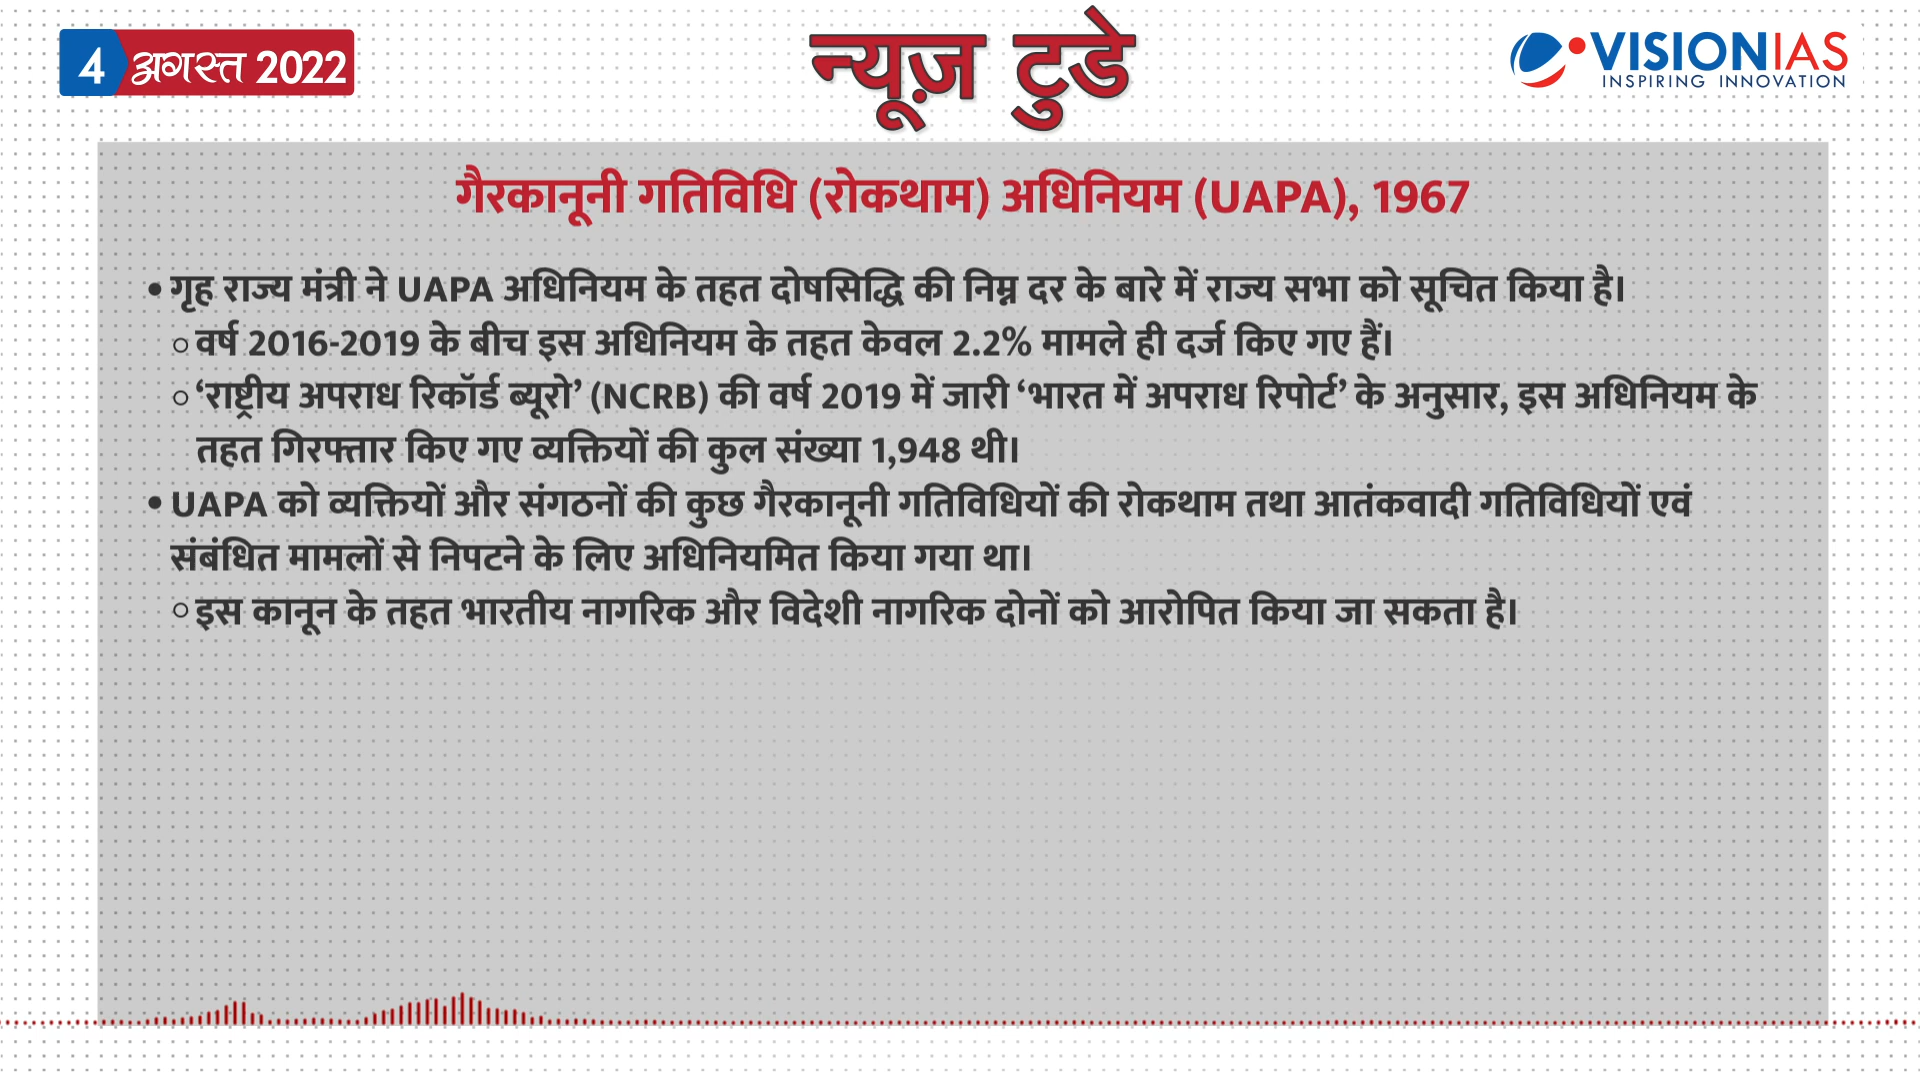 4 अगस्त 2022
न्यूज़ टुडे
VISIONIAS
INSPIRING INNOVATION
गैरकानूनी गतिविधि (रोकथाम) अधिनियम (UAPA), 1967
• गृह राज्य मंत्री ने UAPA अधिनियम के तहत दोषसिद्धि की निम्न दर के बारे में राज्य सभा को सूचित किया है।
○ वर्ष 2016-2019 के बीच इस अधिनियम के तहत केवल 2.2% मामले ही दर्ज किए गए हैं।
○ ‘राष्ट्रीय अपराध रिकॉर्ड ब्यूरो’ (NCRB) की वर्ष 2019 में जारी ‘भारत में अपराध रिपोर्ट’ के अनुसार, इस अधिनियम के
तहत गिरफ्तार किए गए व्यक्तियों की कुल संख्या 1,948 थी।
• UAPA को व्यक्तियों और संगठनों की कुछ गैरकानूनी गतिविधियों की रोकथाम तथा आतंकवादी गतिविधियों एवं
संबंधित मामलों से निपटने के लिए अधिनियमित किया गया था।
○ इस कानून के तहत भारतीय नागरिक और विदेशी नागरिक दोनों को आरोपित किया जा सकता है।